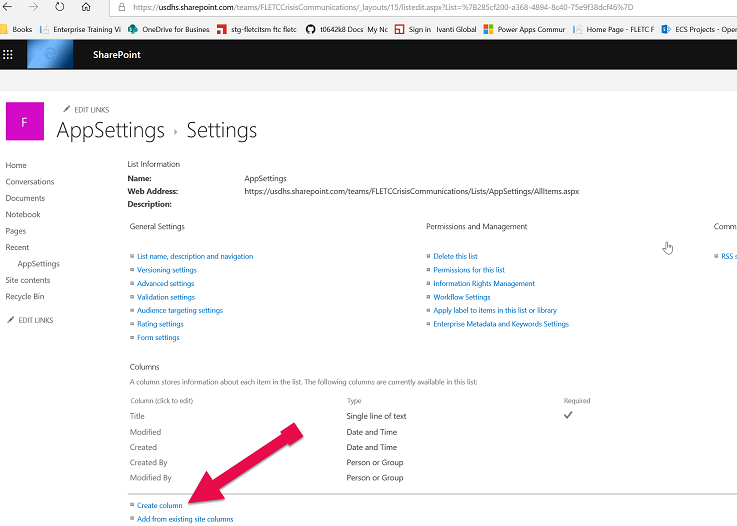 https://usdhs.sharepoint.com/teams/FLETCCrisisCommunications/_layouts/15/listedit.aspx?List=%7B285cf200-a368-4894-8c40-75e9f38dcf46%7D
Books Enterprise Training Vi OneDrive for Busines stg-fletcitsm ftc fletc t0642k8 Docs My Nc Sign in Ivanti Global Power Apps Commur Home Page - FLETC F ECS Projects - Oper
SharePoint
EDIT LINKS
F
AppSettings Settings
Home
Conversations
Documents
Notebook
Pages
Recent
AppSettings
Site contents
Recycle Bin
EDIT LINKS
List Information
Name: AppSettings
Web Address: https://usdhs.sharepoint.com/teams/FLETCCrisisCommunications/Lists/AppSettings/AllItems.aspx
Description:
General Settings Permissions and Management Comm
List name, description and navigation Delete this list RSS s
Versioning settings Permissions for this list
Advanced settings Information Rights Management
Validation settings Workflow Settings
Audience targeting settings Apply label to items in this list or library
Rating settings Enterprise Metadata and Keywords Settings
Form settings
Columns
A column stores information about each item in the list. The following columns are currently available in this list:
Column (click to edit) Type Required
Title Single line of text
Modified Date and Time
Created Date and Time
Created By Person or Group
Modified By Person or Group
Create column
Add from existing site columns